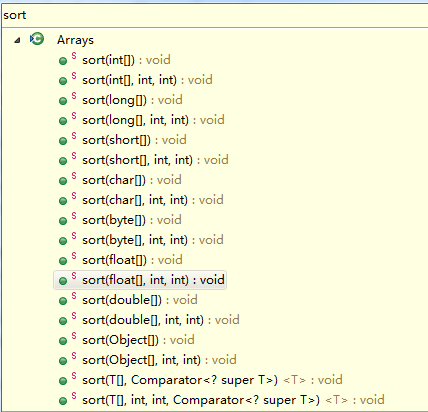 sort
Arrays
sort(int[]) : void
sort(int[], int, int) : void
sort(long[]) : void
sort(long[], int, int) : void
sort(short[]) : void
sort(short[], int, int) : void
sort(char[]) : void
sort(char[], int, int) : void
sort(byte[]) : void
sort(byte[], int, int) : void
sort(float[]) : void
sort(float[], int, int) : void
sort(double[]) : void
sort(double[], int, int) : void
sort(Object[]) : void
sort(Object[], int, int) : void
sort(T[], Comparator<? super T>) <T> : void
sort(T[], int, int, Comparator<? super T>) <T> : void